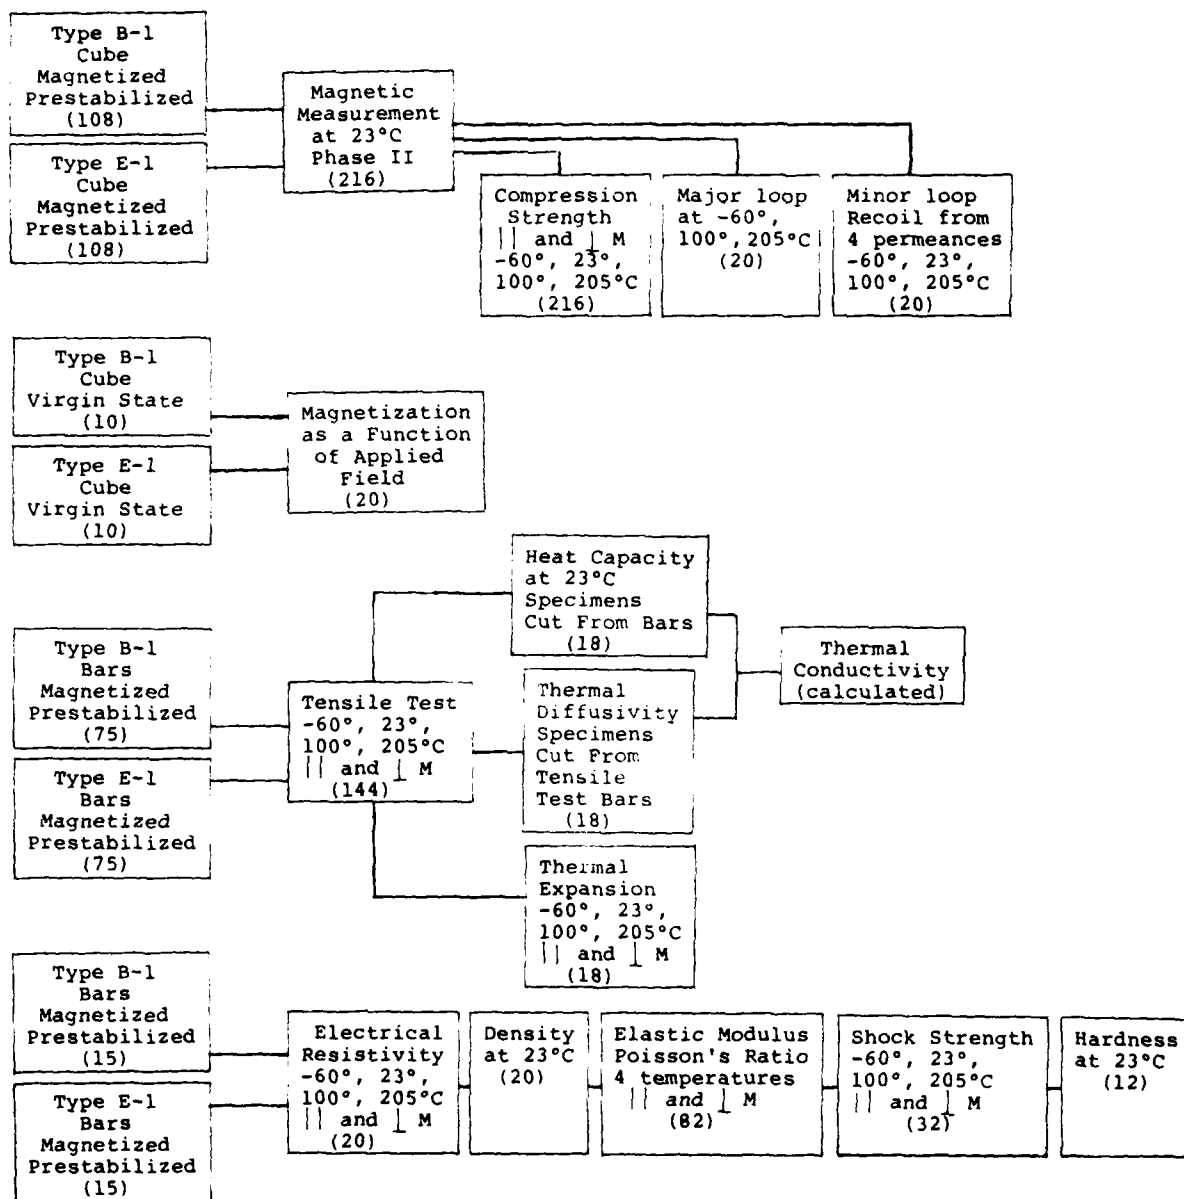 Type B-1
Cube
Magnetized
Prestabilized
(108)
Type E-1
Cube
Magnetized
Prestabilized
(108)
Magnetic
Measurement
at 23°C
Phase II
(216)
Compression
Strength
|| and ⊥ M
-60°, 23°,
100°, 205°C
(216)
Major loop
at -60°,
100°, 205°C
(20)
Minor loop
Recoil from
4 permeances
-60°, 23°,
100°, 205°C
(20)
Type B-1
Cube
Virgin State
(10)
Type E-1
Cube
Virgin State
(10)
Magnetization
as a Function
of Applied
Field
(20)
Type B-1
Bars
Magnetized
Prestabilized
(75)
Type E-1
Bars
Magnetized
Prestabilized
(75)
Tensile Test
-60°, 23°,
100°, 205°C
|| and ⊥ M
(144)
Heat Capacity
at 23°C
Specimens
Cut From Bars
(18)
Thermal
Diffusivity
Specimens
Cut From
Tensile
Test Bars
(18)
Thermal
Conductivity
(calculated)
Thermal
Expansion
-60°, 23°,
100°, 205°C
|| and ⊥ M
(18)
Type B-1
Bars
Magnetized
Prestabilized
(15)
Type E-1
Bars
Magnetized
Prestabilized
(15)
Electrical
Resistivity
-60°, 23°,
100°, 205°C
|| and ⊥ M
(20)
Density
at 23°C
(20)
Elastic Modulus
Poisson's Ratio
4 temperatures
|| and ⊥ M
(82)
Shock Strength
-60°, 23°,
100°, 205°C
|| and ⊥ M
(32)
Hardness
at 23°C
(12)